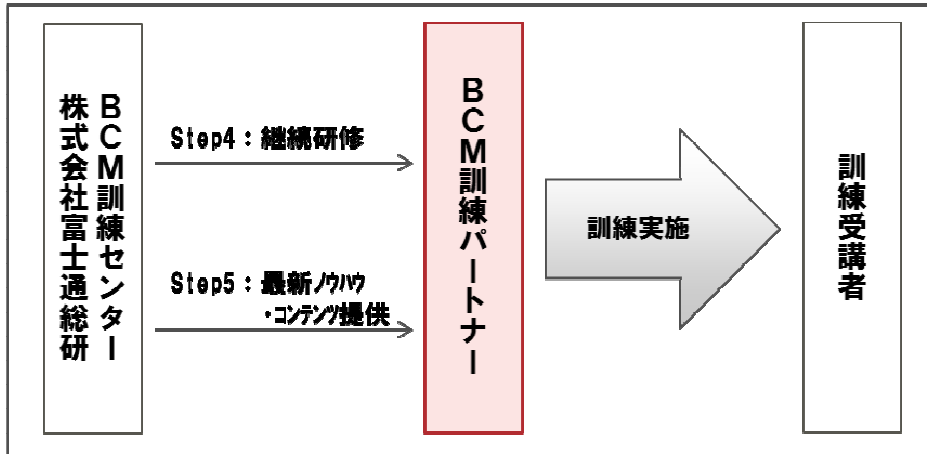 BCM訓練センター
株式会社富士通総研
Step4：継続研修
Step5：最新ノウハウ
・コンテンツ提供
BCM訓練パートナー
訓練実施
訓練受講者